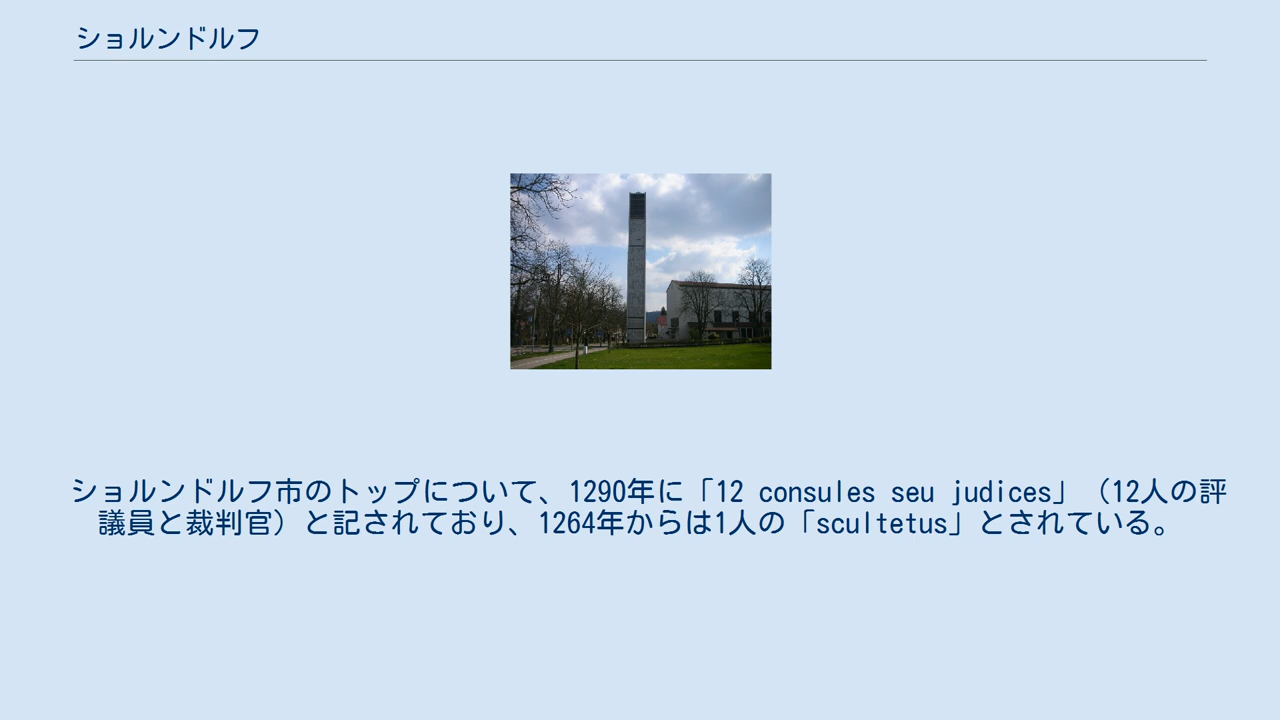 ショルンドルフ
ショルンドルフ市のトップについて、1290年に「12 consules seu judices」（12人の評
議員と裁判官）と記されており、1264年からは1人の「scultetus」とされている。